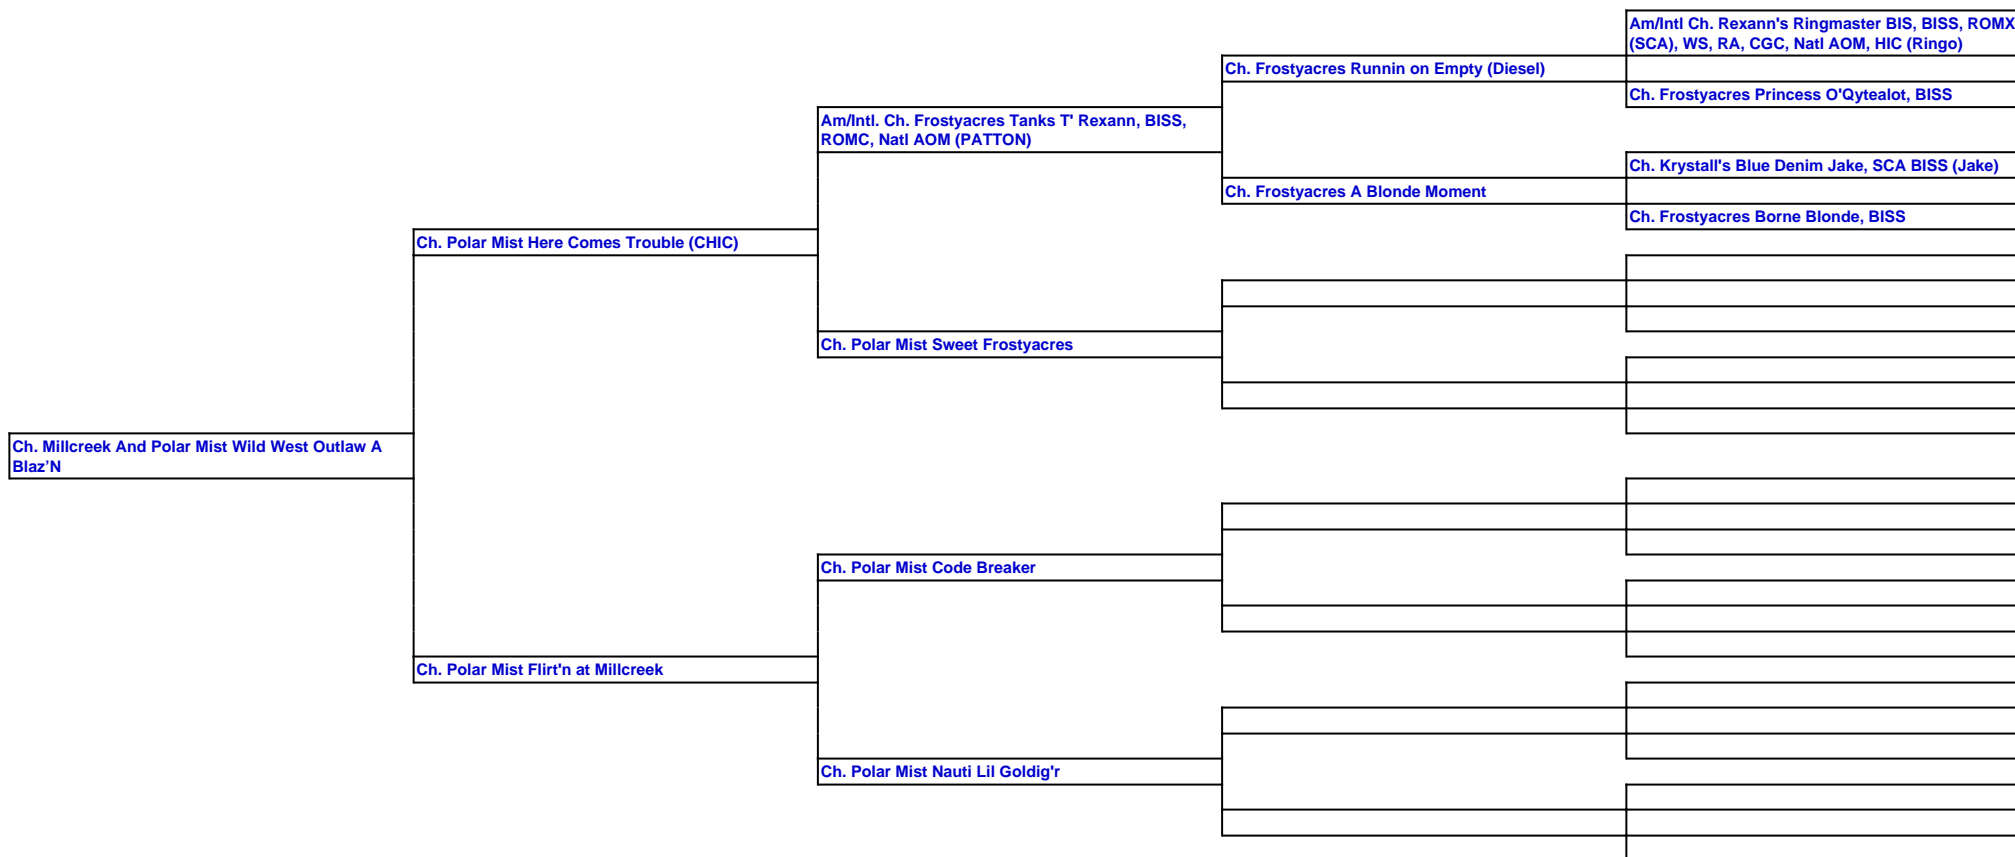 Am/Intl Ch. Rexann's Ringmaster BIS, BISS, ROMX
(SCA), WS, RA, CGC, Natl AOM, HIC (Ringo)
Ch. Frostyacres Runnin on Empty (Diesel)
Ch. Frostyacres Princess O'Qytealot, BISS
Am/Intl. Ch. Frostyacres Tanks T' Rexann, BISS,
ROMC, Natl AOM (PATTON)
Ch. Krystall's Blue Denim Jake, SCA BISS (Jake)
Ch. Frostyacres A Blonde Moment
Ch. Frostyacres Borne Blonde, BISS
Ch. Polar Mist Here Comes Trouble (CHIC)
Ch. Polar Mist Sweet Frostyacres
Ch. Millcreek And Polar Mist Wild West Outlaw A
Blaz’N
Ch. Polar Mist Code Breaker
Ch. Polar Mist Flirt'n at Millcreek
Ch. Polar Mist Nauti Lil Goldig'r